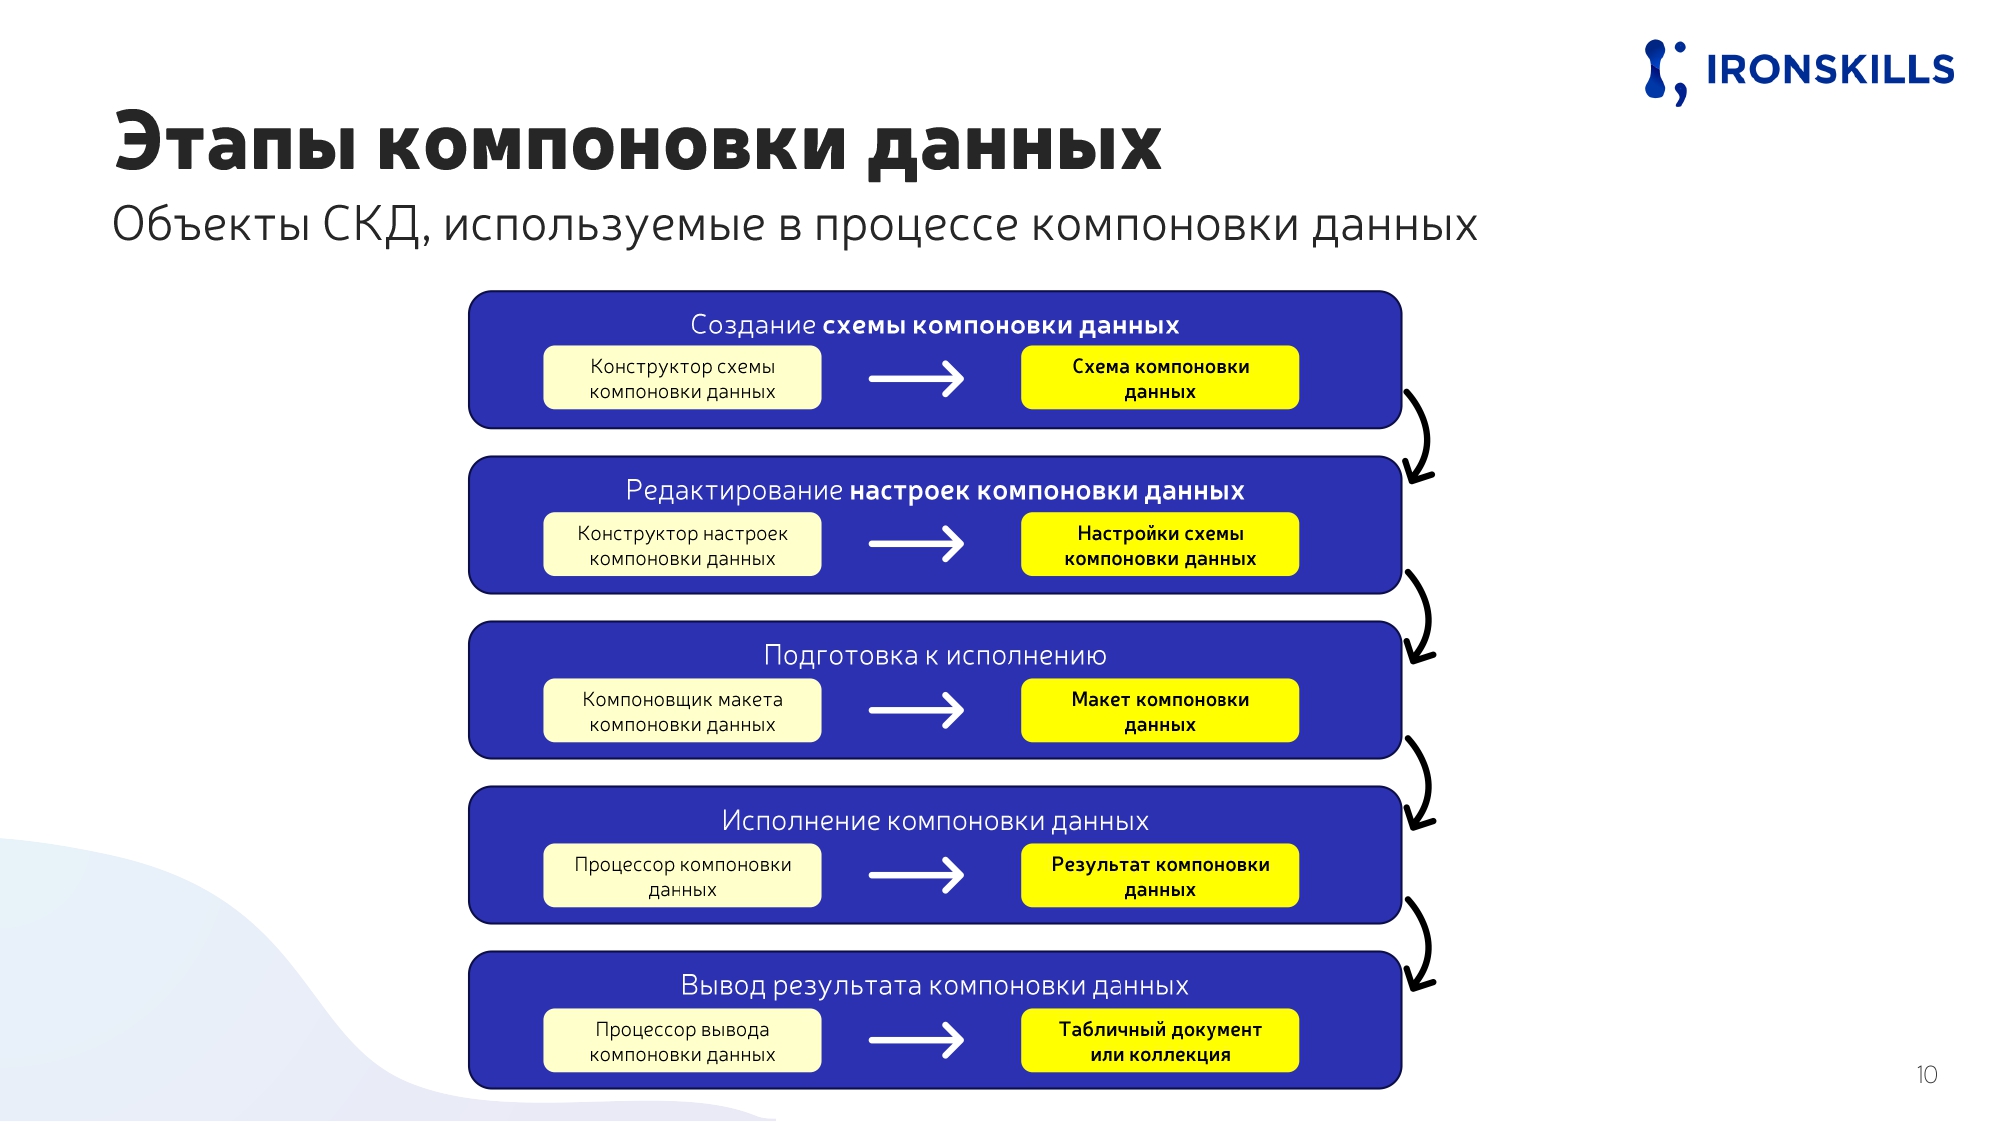 IRONSKILLS
Этапы компоновки данных
Объекты СКД, используемые в процессе компоновки данных
Создание схемы компоновки данных
Конструктор схемы
компоновки данных
Схема компоновки
данных
Редактирование настроек компоновки данных
Конструктор настроек
компоновки данных
Настройки схемы
компоновки данных
Подготовка к исполнению
Компоновщик макета
компоновки данных
Макет компоновки
данных
Исполнение компоновки данных
Процессор компоновки
данных
Результат компоновки
данных
Вывод результата компоновки данных
Процессор вывода
компоновки данных
Табличный документ
или коллекция
10